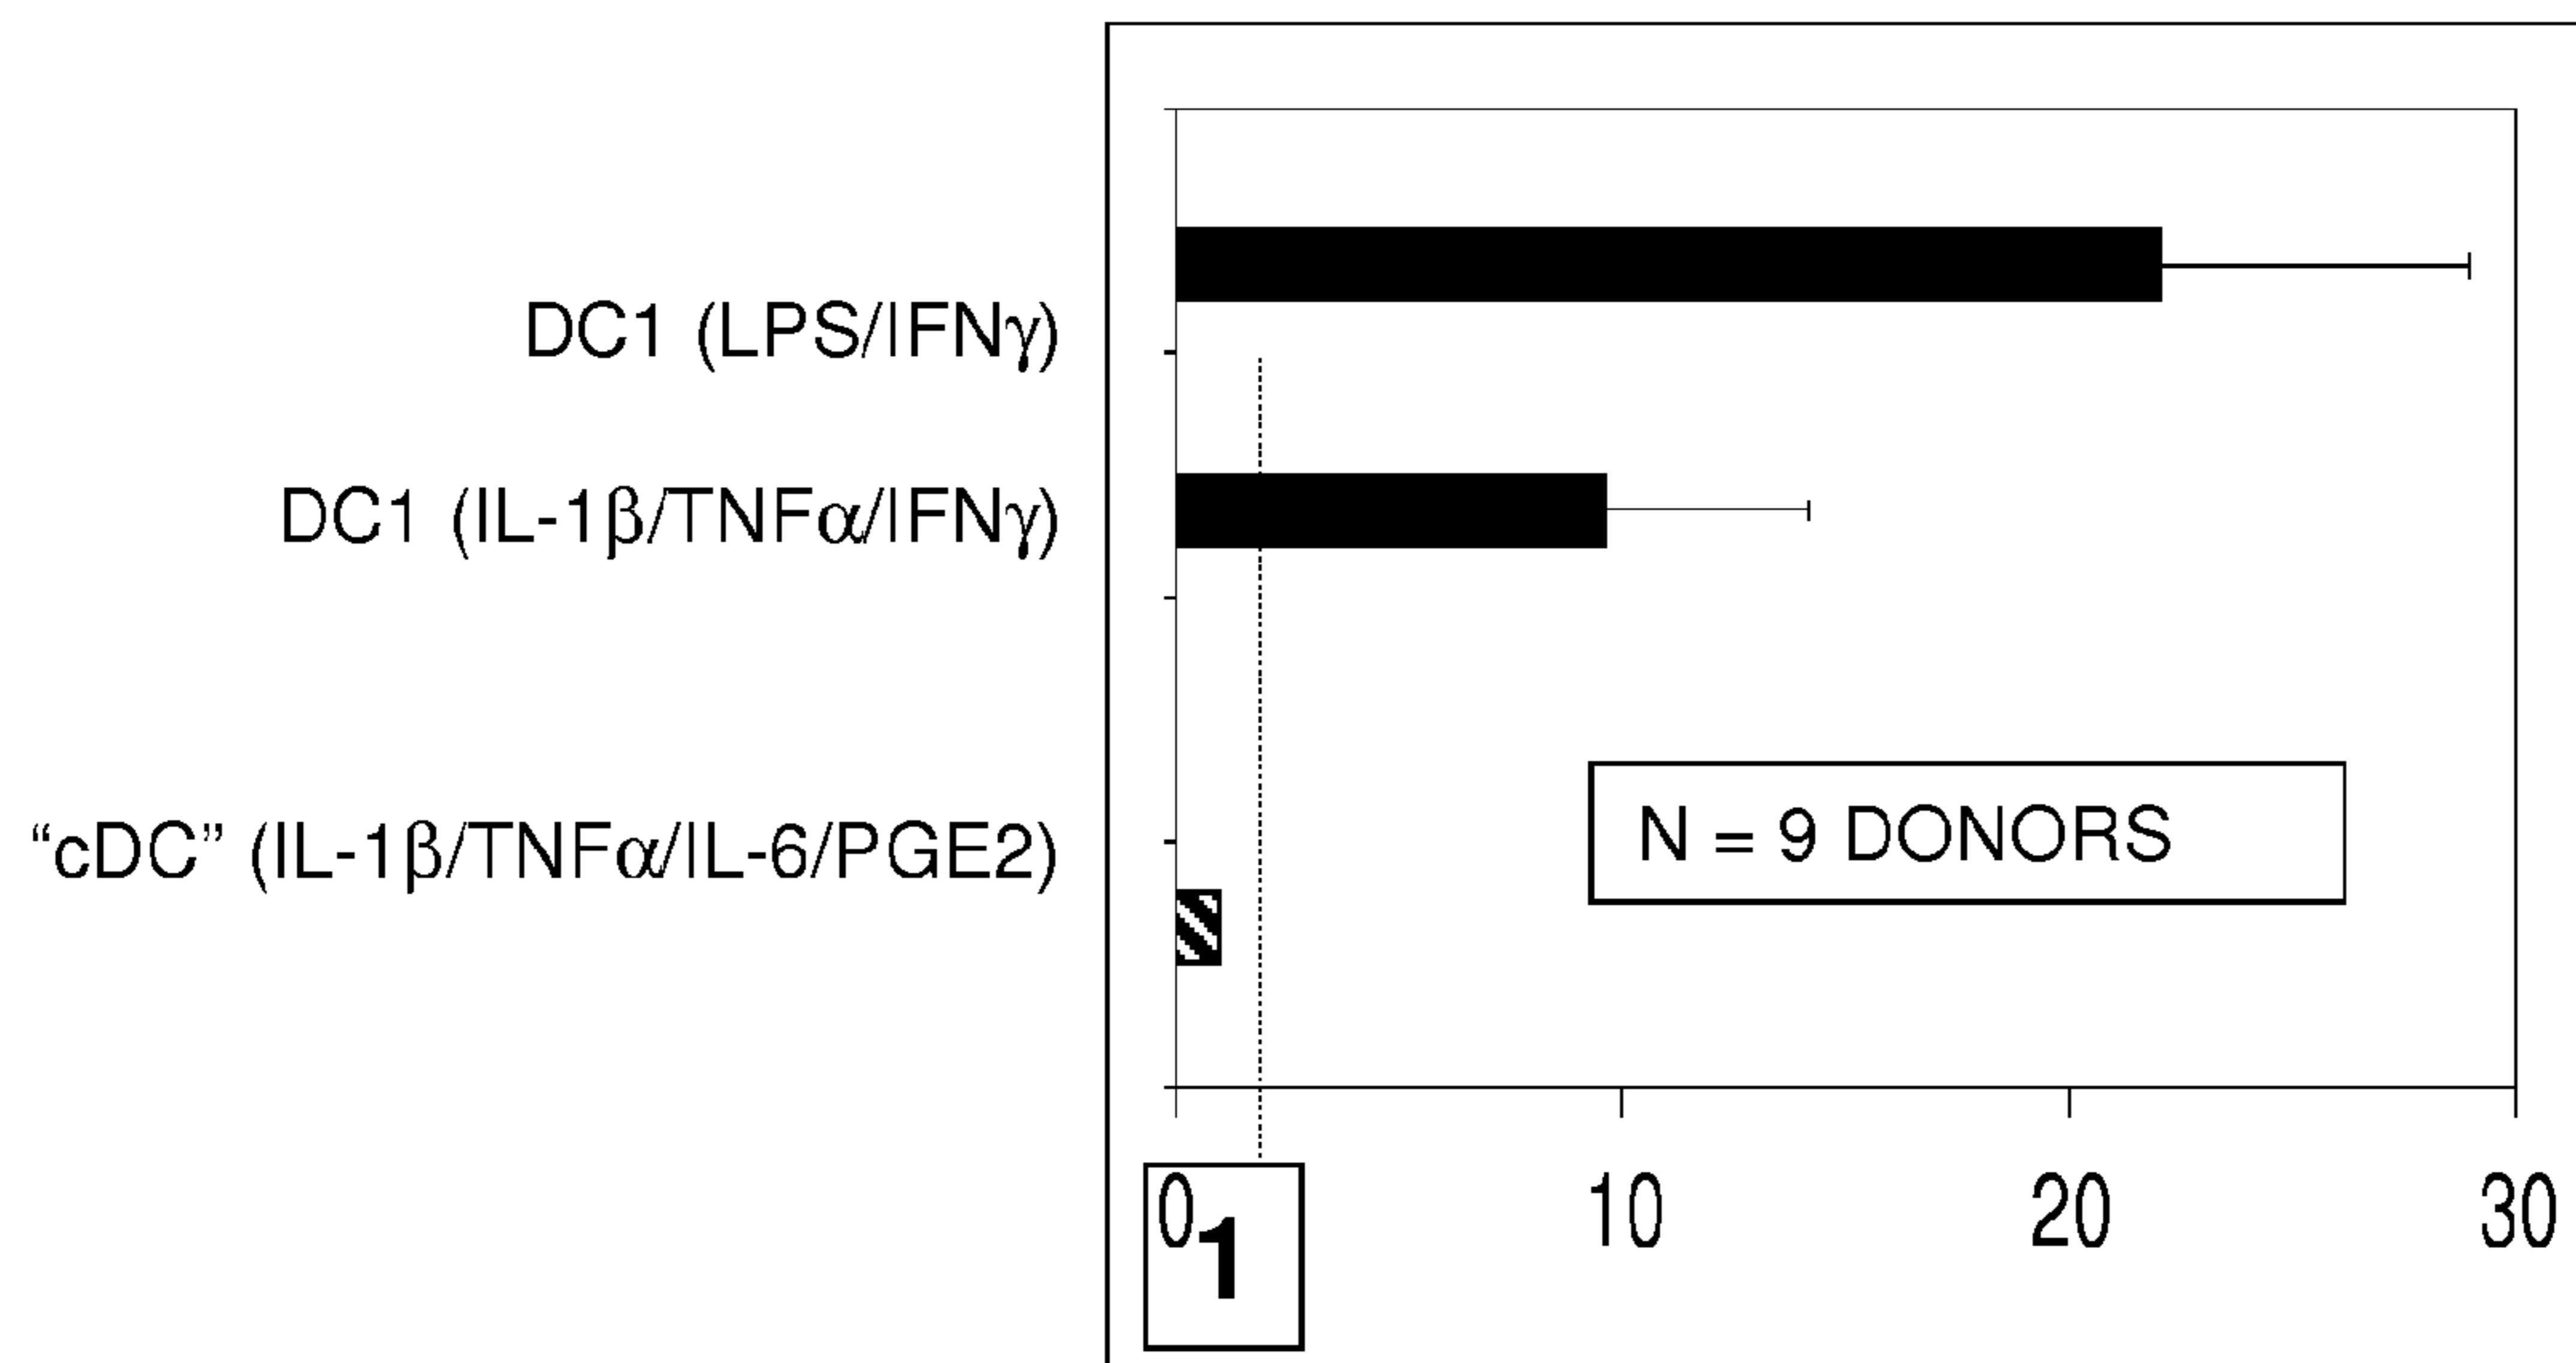 DC1 (LPS/IFNγ)
DC1 (IL-1β/TNFα/IFNγ)
“cDC” (IL-1β/TNFα/IL-6/PGE2)
N = 9 DONORS
0 10 20 30
1